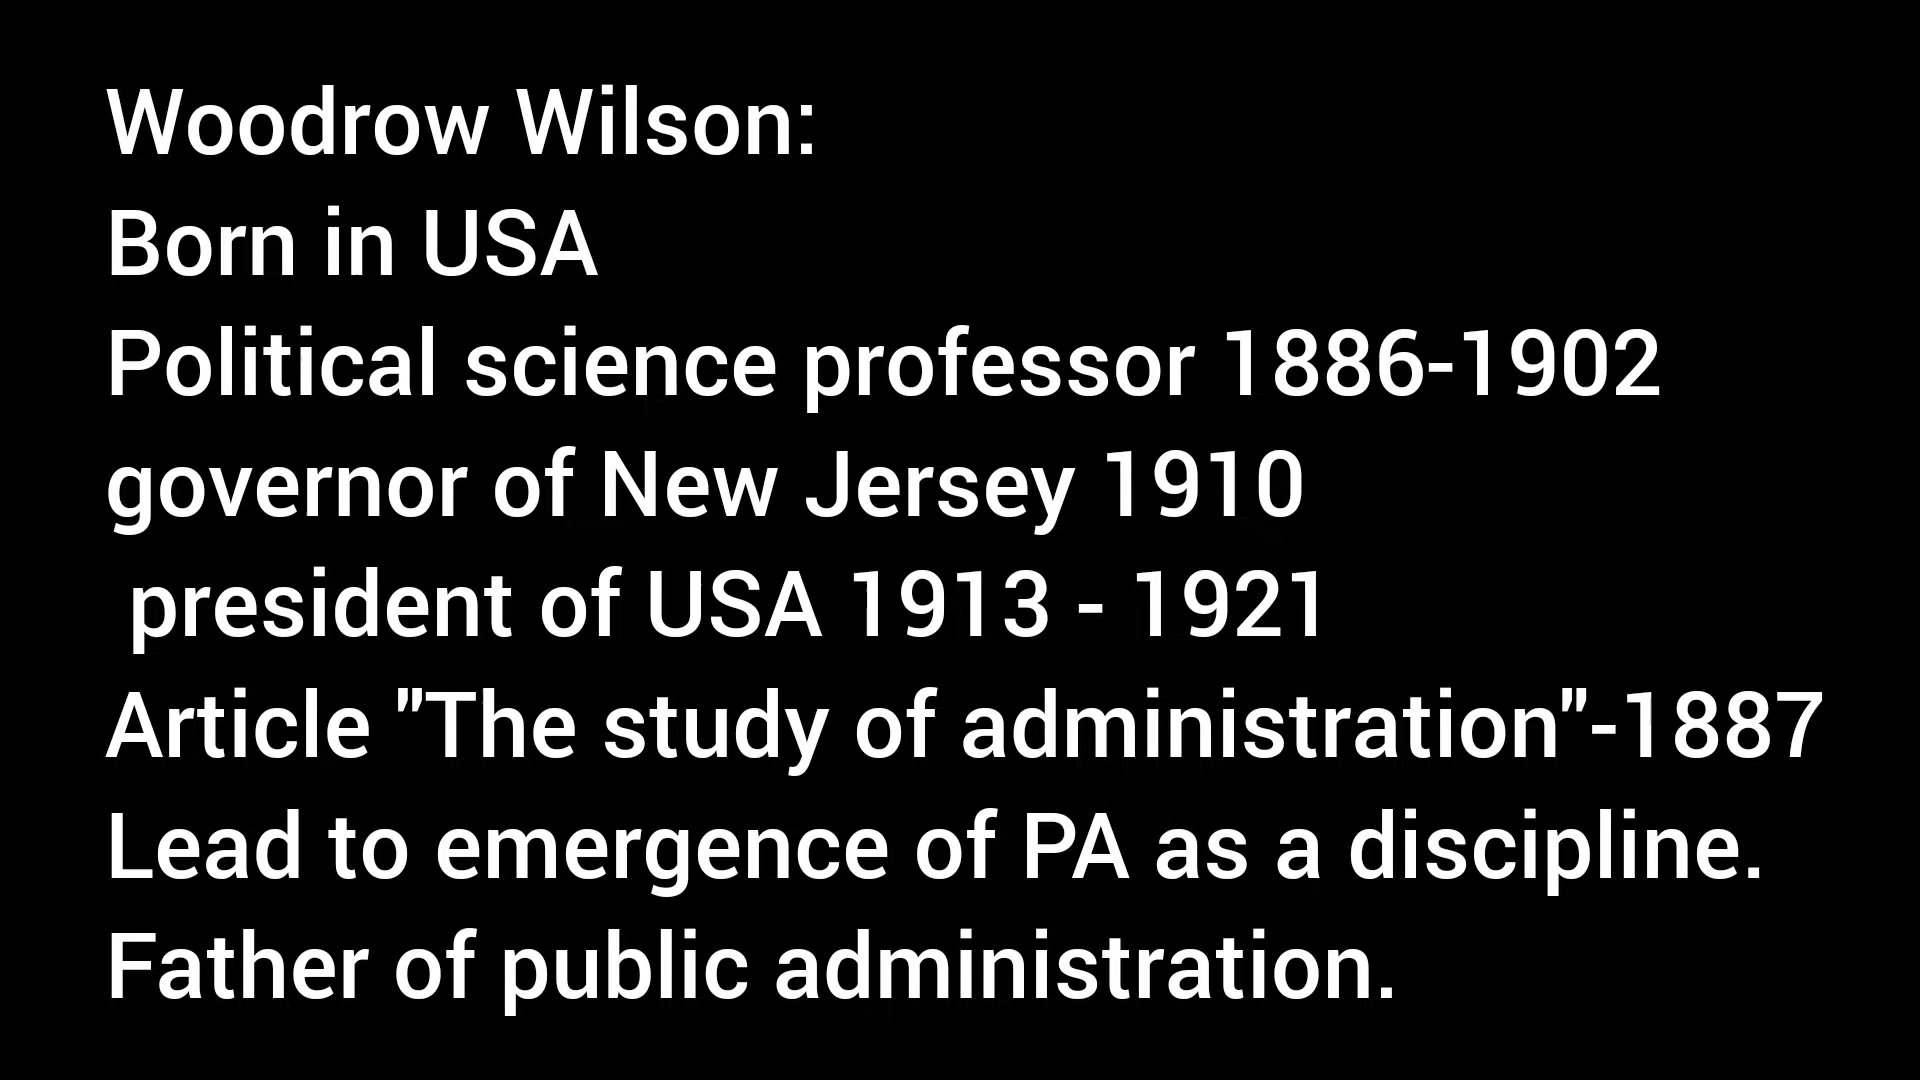 Woodrow Wilson:
Born in USA
Political science professor 1886-1902
governor of New Jersey 1910
president of USA 1913 - 1921
Article "The study of administration"-1887
Lead to emergence of PA as a discipline.
Father of public administration.